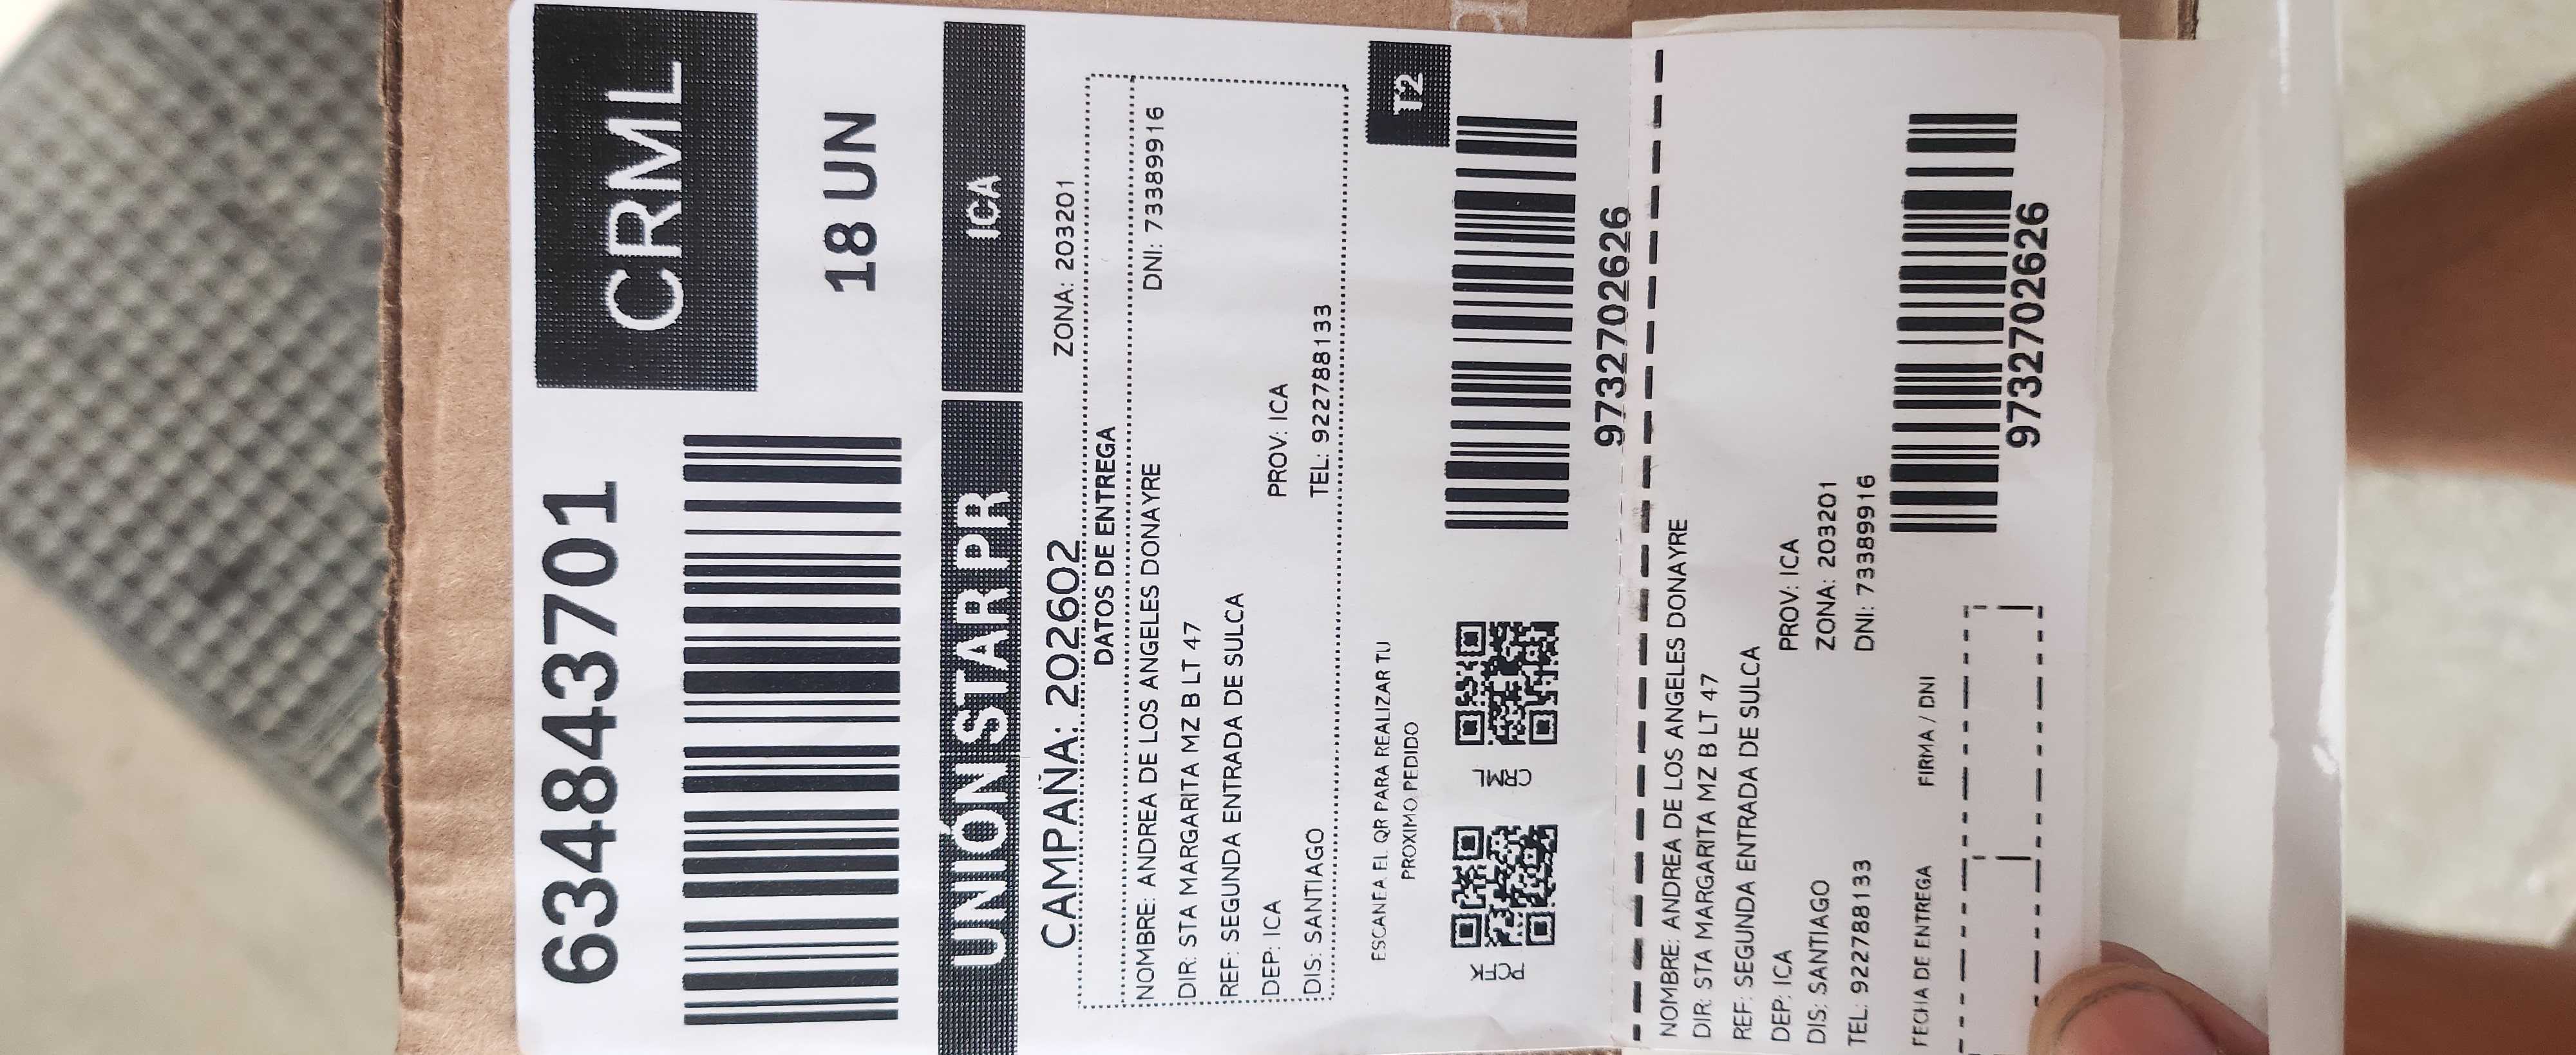 6348843701
CRML
18 UN
UNIÓN STAR PR
ICA
CAMPAÑA: 202602
ZONA: 203201
DATOS DE ENTREGA
NOMBRE: ANDREA DE LOS ANGELES DONAYRE
DNI: 73389916
DIR: STA MARGARITA MZ B LT 47
REF: SEGUNDA ENTRADA DE SULCA
DEP: ICA
PROV: ICA
DIS: SANTIAGO
TEL: 922788133
ESCANEA EL QR PARA REALIZAR TU
PROXIMO PEDIDO
T2
PCFK
CRML
9732702626
NOMBRE: ANDREA DE LOS ANGELES DONAYRE
DIR: STA MARGARITA MZ B LT 47
REF: SEGUNDA ENTRADA DE SULCA
DEP: ICA
PROV: ICA
DIS: SANTIAGO
ZONA: 203201
TEL: 922788133
DNI: 73389916
FECHA DE ENTREGA
FIRMA / DNI
9732702626